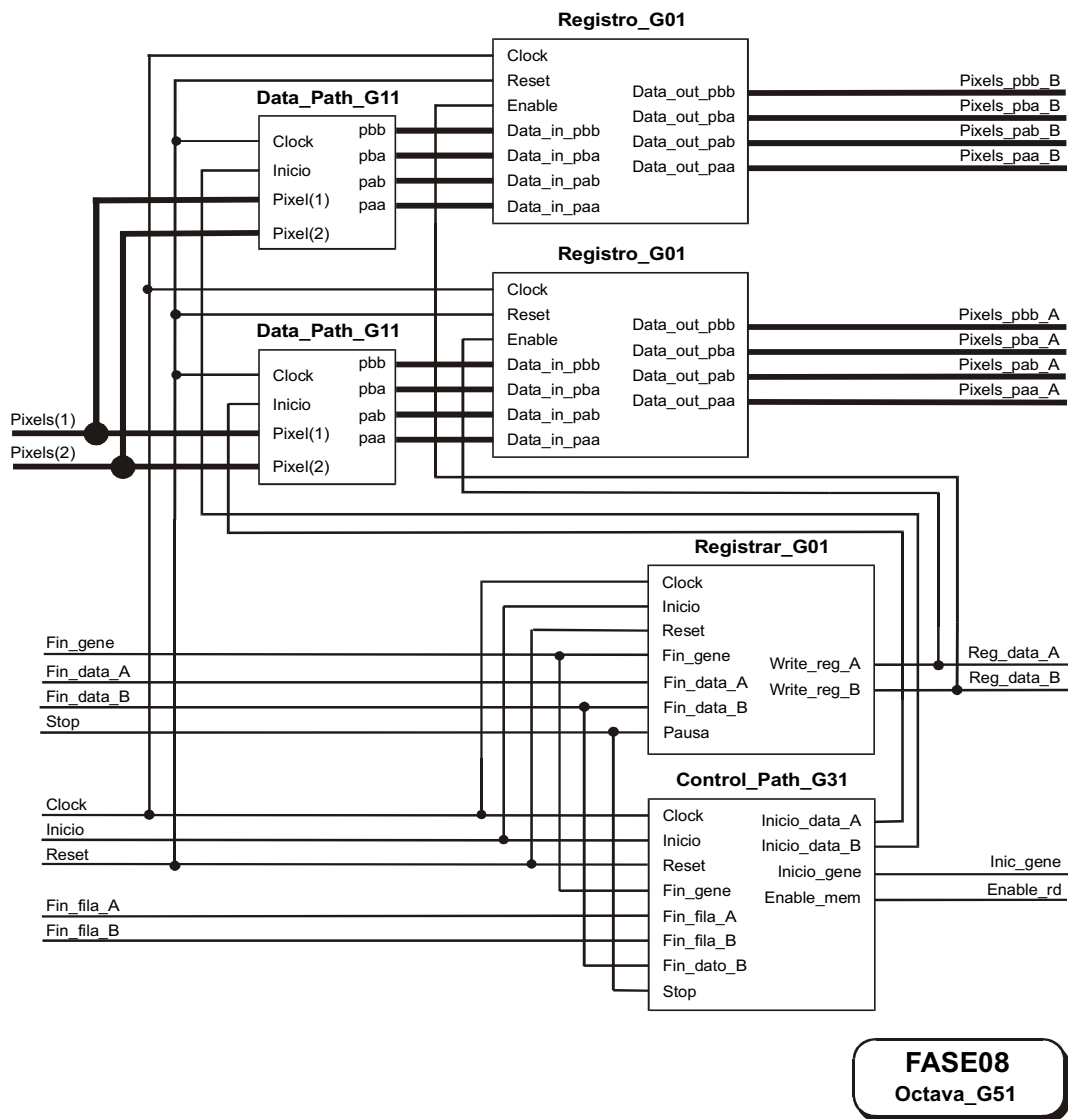 Registro_G01
Clock
Reset
Enable
Data_in_pbb
Data_in_pba
Data_in_pab
Data_in_paa
Data_out_pbb
Data_out_pba
Data_out_pab
Data_out_paa
Pixels_pbb_B
Pixels_pba_B
Pixels_pab_B
Pixels_paa_B
Data_Path_G11
Clock
Inicio
Pixel(1)
Pixel(2)
pbb
pba
pab
paa
Registro_G01
Clock
Reset
Enable
Data_in_pbb
Data_in_pba
Data_in_pab
Data_in_paa
Data_out_pbb
Data_out_pba
Data_out_pab
Data_out_paa
Pixels_pbb_A
Pixels_pba_A
Pixels_pab_A
Pixels_paa_A
Data_Path_G11
Clock
Inicio
Pixel(1)
Pixel(2)
pbb
pba
pab
paa
Pixels(1)
Pixels(2)
Registrar_G01
Clock
Inicio
Reset
Fin_gene
Fin_data_A
Fin_data_B
Pausa
Write_reg_A
Write_reg_B
Reg_data_A
Reg_data_B
Fin_gene
Fin_data_A
Fin_data_B
Stop
Control_Path_G31
Clock
Inicio
Reset
Fin_gene
Fin_fila_A
Fin_fila_B
Fin_dato_B
Stop
Inicio_data_A
Inicio_data_B
Inicio_gene
Enable_mem
Inic_gene
Enable_rd
Clock
Inicio
Reset
Fin_fila_A
Fin_fila_B
FASE08
Octava_G51